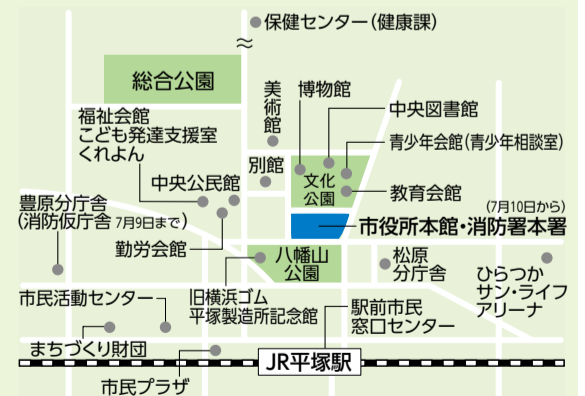 保健センター(健康課)
総合公園
美術館
博物館
中央図書館
福祉会館
こども発達支援室
くれよん
青少年会館(青少年相談室)
別館
文化
公園
中央公民館
教育会館
豊原分庁舎
(消防仮庁舎 7月9日まで)
(7月10日から)
市役所本館・消防署本署
勤労会館
八幡山
公園
松原
分庁舎
ひらつか
サン・ライフ
アリーナ
市民活動センター
旧横浜ゴム
平塚製造所記念館
駅前市民
窓口センター
まちづくり財団
JR平塚駅
市民プラザ